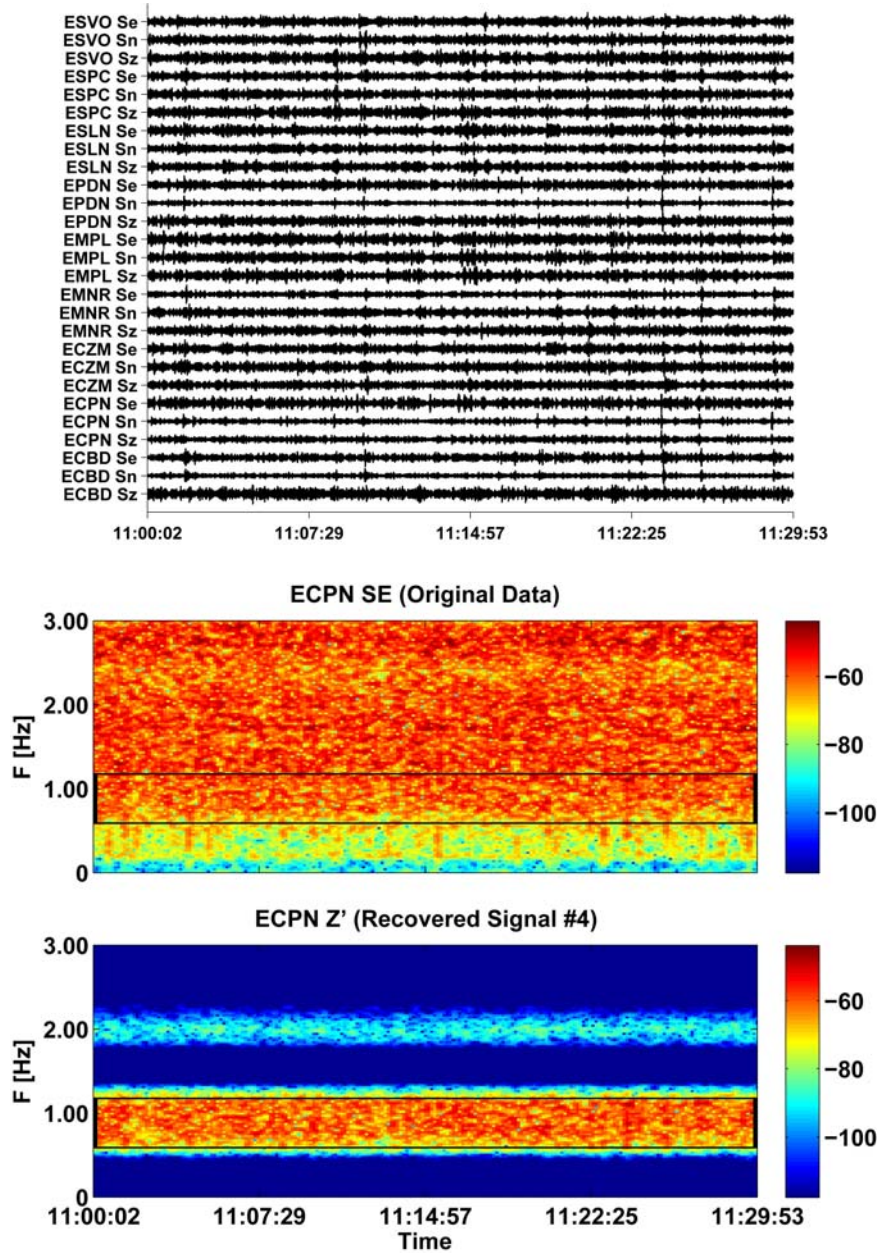 ESVO Se
ESVO Sn
ESVO Sz
ESPC Se
ESPC Sn
ESPC Sz
ESLN Se
ESLN Sn
ESLN Sz
EPDN Se
EPDN Sn
EPDN Sz
EMPL Se
EMPL Sn
EMPL Sz
EMNR Se
EMNR Sn
EMNR Sz
ECZM Se
ECZM Sn
ECZM Sz
ECPN Se
ECPN Sn
ECPN Sz
ECBD Se
ECBD Sn
ECBD Sz
11:00:02 11:07:29 11:14:57 11:22:25 11:29:53
ECPN SE (Original Data)
3.00
2.00
1.00
0
F [Hz]
−60
−80
−100
ECPN Z’ (Recovered Signal #4)
3.00
2.00
1.00
0
F [Hz]
−60
−80
−100
11:00:02 11:07:29 11:14:57 11:22:25 11:29:53
Time